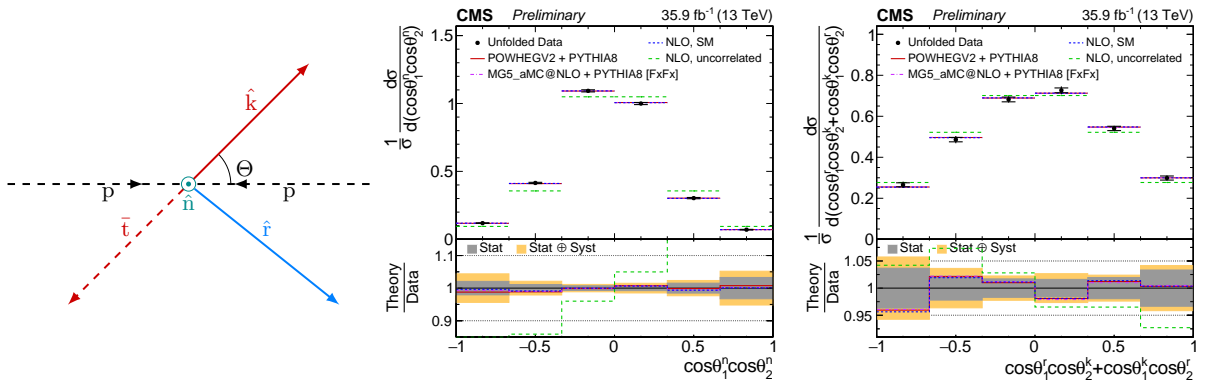 k̂
Θ
p
p
n̂
t̄
r̂
CMS Preliminary 35.9 fb⁻¹ (13 TeV)
Unfolded Data
POWHEGV2 + PYTHIA8
MG5_aMC@NLO + PYTHIA8 [FxFx]
NLO, SM
NLO, uncorrelated
1/σ dσ/d(cosθ₁ⁿcosθ₂ⁿ)
1.5
1
0.5
0
Stat
Stat ⊕ Syst
Theory/Data
1.1
1
0.9
−1 −0.5 0 0.5 1
cosθ₁ⁿcosθ₂ⁿ
CMS Preliminary 35.9 fb⁻¹ (13 TeV)
Unfolded Data
POWHEGV2 + PYTHIA8
MG5_aMC@NLO + PYTHIA8 [FxFx]
NLO, SM
NLO, uncorrelated
1/σ dσ/d(cosθ₁ʳcosθ₂ᵏ+cosθ₁ᵏcosθ₂ʳ)
1
0.8
0.6
0.4
0.2
0
Stat
Stat ⊕ Syst
Theory/Data
1.05
1
0.95
−1 −0.5 0 0.5 1
cosθ₁ʳcosθ₂ᵏ+cosθ₁ᵏcosθ₂ʳ